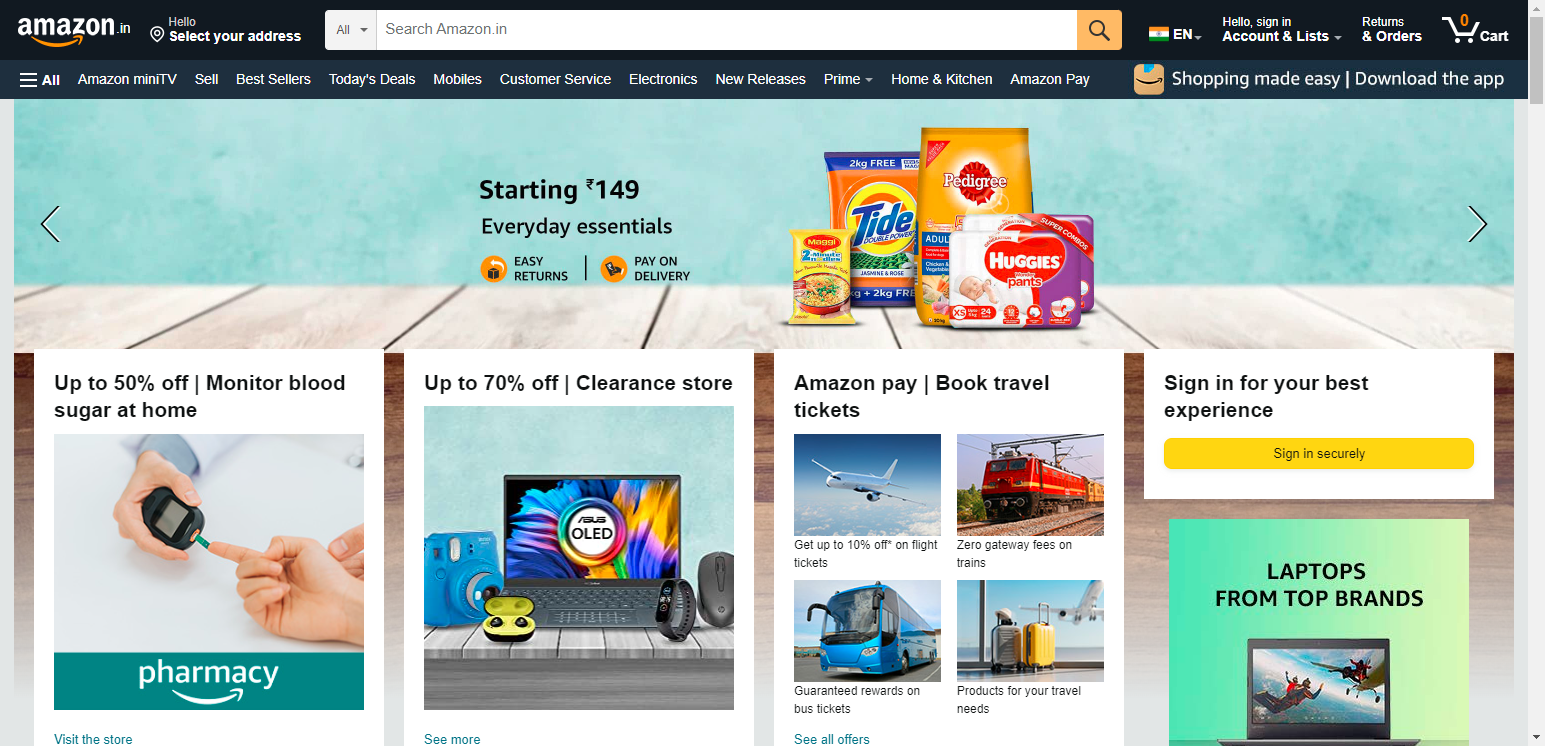 amazon.in
Hello
Select your address
All
Search Amazon.in
EN
Hello, sign in
Account & Lists
Returns
& Orders
0
Cart
All
Amazon miniTV
Sell
Best Sellers
Today's Deals
Mobiles
Customer Service
Electronics
New Releases
Prime
Home & Kitchen
Amazon Pay
Shopping made easy | Download the app
Starting ₹149
Everyday essentials
EASY
RETURNS
PAY ON
DELIVERY
2kg FREE
Tide
DOUBLE POWER
JASMINE & ROSE
kg + 2kg FRE
Maggi
2-Minute
noodles
Pedigree
ADUL
Chicken &
Vegetables
SUPER COMBOS
HUGGIES
Wonder
pants
XS
24
Up to 50% off | Monitor blood
sugar at home
pharmacy
Visit the store
Up to 70% off | Clearance store
ASUS
OLED
See more
Amazon pay | Book travel
tickets
Get up to 10% off* on flight
tickets
Zero gateway fees on
trains
Guaranteed rewards on
bus tickets
Products for your travel
needs
See all offers
Sign in for your best
experience
Sign in securely
LAPTOPS
FROM TOP BRANDS